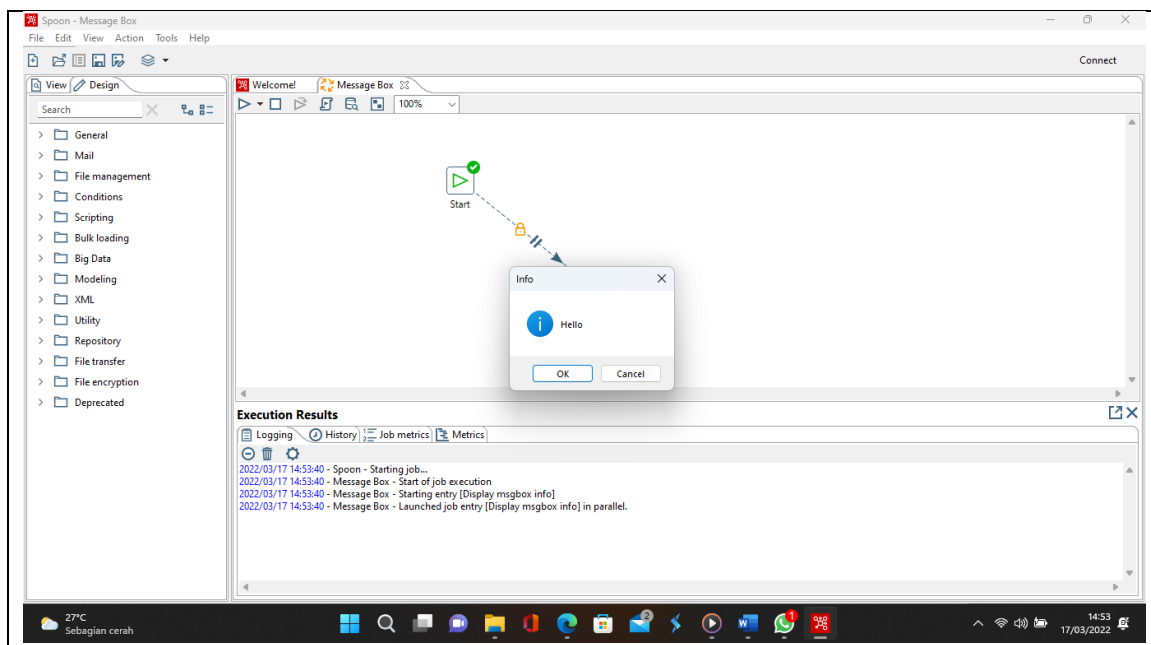 Spoon - Message Box
File Edit View Action Tools Help
Connect
View Design
Search
General
Mail
File management
Conditions
Scripting
Bulk loading
Big Data
Modeling
XML
Utility
Repository
File transfer
File encryption
Deprecated
Welcome! Message Box
100%
Start
Info
Hello
OK Cancel
Execution Results
Logging History Job metrics Metrics
2022/03/17 14:53:40 - Spoon - Starting job...
2022/03/17 14:53:40 - Message Box - Start of job execution
2022/03/17 14:53:40 - Message Box - Starting entry [Display msgbox info]
2022/03/17 14:53:40 - Message Box - Launched job entry [Display msgbox info] in parallel.
27°C
Sebagian cerah
2
1
14:53
17/03/2022